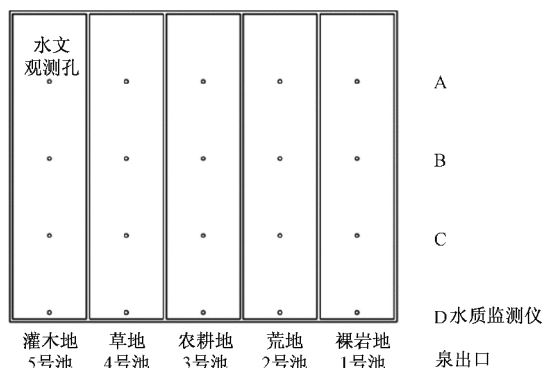 水文
观测孔
A
B
C
D水质监测仪
灌木地 草地 农耕地 荒地 裸岩地
5号池 4号池 3号池 2号池 1号池 泉出口